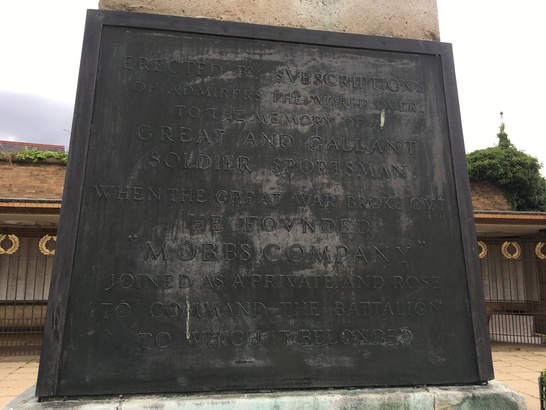 ERECTED BY SVBSCRIPTIONS
OF ADMIRERS THE WORLD OVER
TO THE MEMORY OF A
GREAT AND GALLANT
SOLDIER SPORTSMAN
WHEN THE GREAT WAR BROKE OVT
HE FOVNDED
"MOBBS COMPANY"
JOINED AS A PRIVATE AND ROSE
TO COMMAND THE BATTALION
TO WHICH IT BELONGED